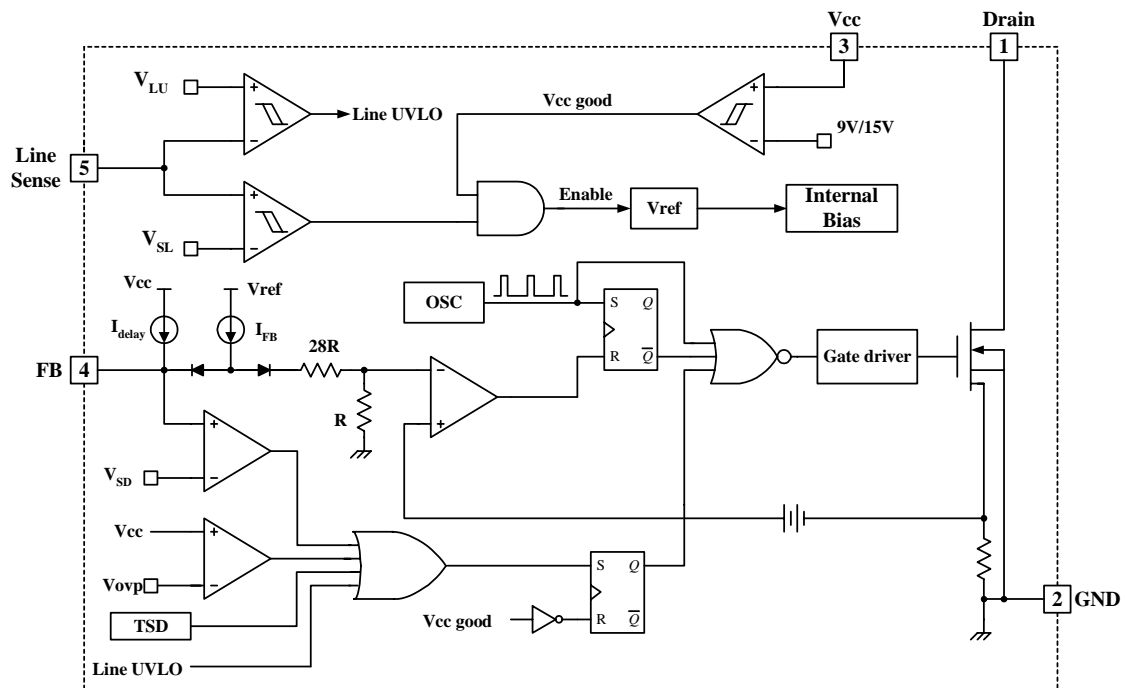 Vcc
Drain
3
1
V_LU
+
−
Line UVLO
Vcc good
+
−
9V/15V
Line
Sense
5
+
−
V_SL
Enable
Vref
Internal
Bias
Vcc
Vref
OSC
S
Q
R
Q̅
I_delay
I_FB
FB
4
28R
R
−
+
Gate driver
+
−
V_SD
Vcc
+
−
Vovp
TSD
Line UVLO
Vcc good
S
Q
R
Q̅
2
GND